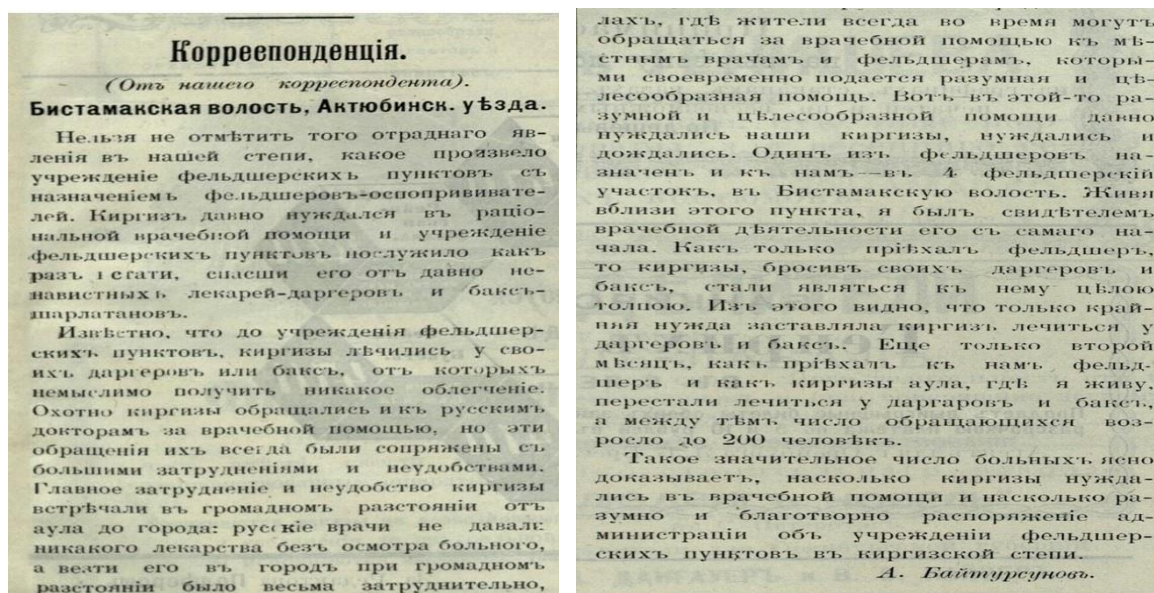 Корреспонденція.
(Отъ нашего корреспондента).
Бистамакская волость, Актюбинск. уѣзда.
Нельзя не отмѣтить того отраднаго яв-
ленія въ нашей степи, какое произвело
учрежденіе фельдшерскихъ пунктовъ съ
назначеніемъ фельдшеровъ-оспопрививате-
лей. Киргизъ давно нуждался въ раціо-
нальной врачебной помощи и учрежденіе
фельдшерскихъ пунктовъ послужило какъ
разъ кстати, спасши его отъ давно не-
навистныхъ лекарей-даргеровъ и баксъ-
шарлатановъ.
Извѣстно, что до учрежденія фельдшер-
скихъ пунктовъ, киргизы лѣчились у сво-
ихъ даргеровъ или баксъ, отъ которыхъ
немыслимо получить никакое облегченіе.
Охотно киргизы обращались и къ русскимъ
докторамъ за врачебной помощью, но эти
обращенія ихъ всегда были сопряжены съ
большими затрудненіями и неудобствами.
Главное затрудненіе и неудобство киргизы
встрѣчали въ громадномъ разстояніи отъ
аула до города: русскіе врачи не давали
никакого лекарства безъ осмотра больного,
а везти его въ городъ при громадномъ
разстояніи было весьма затруднительно,
лахъ, гдѣ жители всегда во время могутъ
обращаться за врачебной помощью къ мѣ-
стнымъ врачамъ и фельдшерамъ, которы-
ми своевременно подается разумная и цѣ-
лесообразная помощь. Вотъ въ этой-то ра-
зумной и цѣлесообразной помощи давно
нуждались наши киргизы, нуждались и
дождались. Одинъ изъ фельдшеровъ на-
значенъ и къ намъ—въ 4 фельдшерскій
участокъ, въ Бистамакскую волость. Живя
вблизи этого пункта, я былъ свидѣтелемъ
врачебной дѣятельности его съ самаго на-
чала. Какъ только пріѣхалъ фельдшеръ,
то киргизы, бросивъ своихъ даргеровъ и
баксъ, стали являться къ нему цѣлою
толпою. Изъ этого видно, что только край-
няя нужда заставляла киргизъ лечиться у
даргеровъ и баксъ. Еще только второй
мѣсяцъ, какъ пріѣхалъ къ намъ фельд-
шеръ и какъ киргизы аула, гдѣ я живу,
перестали лечиться у даргаровъ и баксъ,
а между тѣмъ число обращающихся воз-
росло до 200 человѣкъ.
Такое значительное число больныхъ ясно
доказываетъ, насколько киргизы нужда-
лись въ врачебной помощи и насколько ра-
зумно и благотворно распоряженіе ад-
министраціи объ учрежденіи фельдшер-
скихъ пунктовъ въ киргизской степи.
А. Байтурсуновъ.